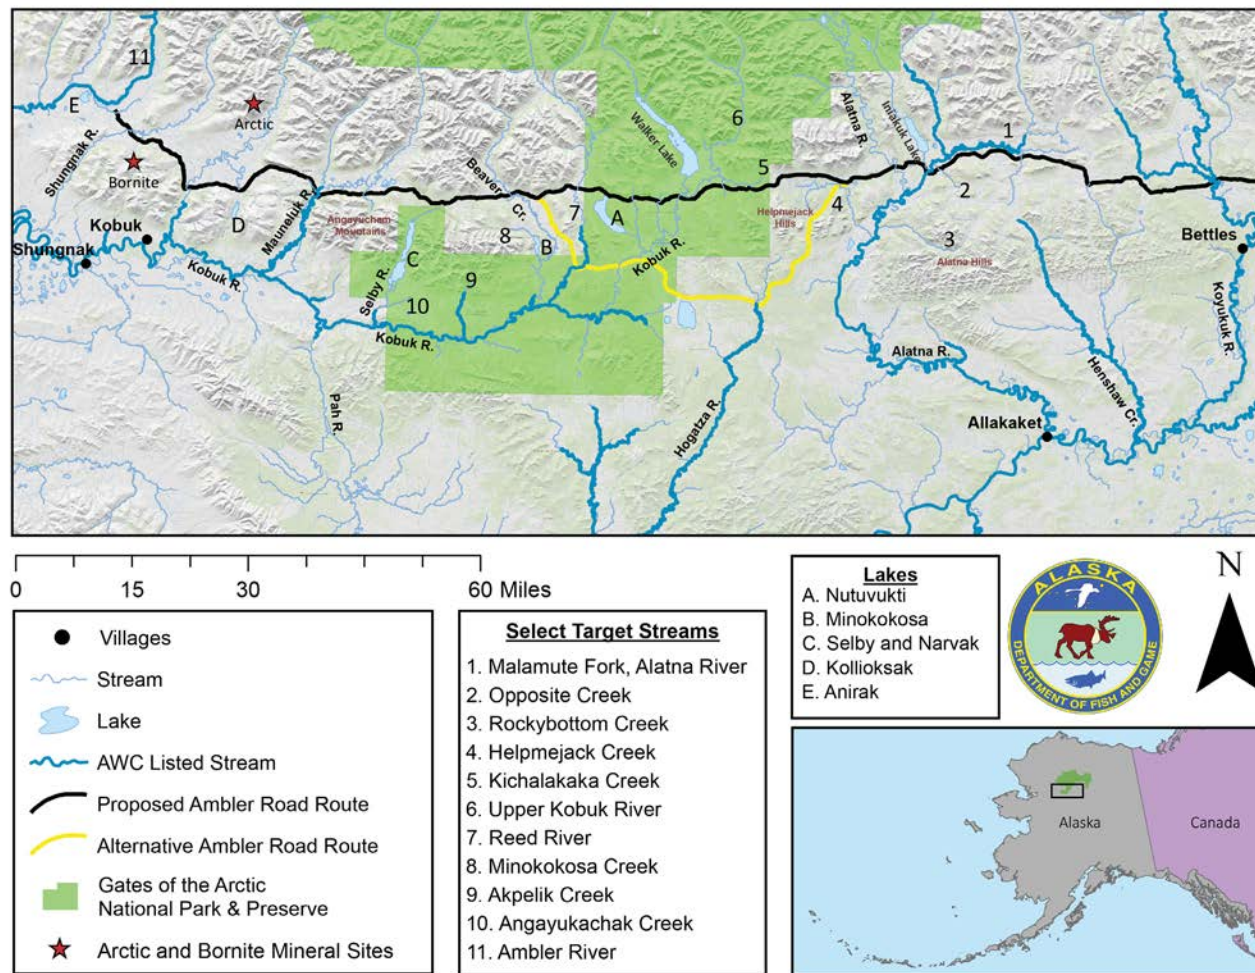 11
E
Arctic
Shungnak R.
Bornite
Kobuk
Shungnak
Kobuk R.
D
Mauneluk R.
Angayucham
Mountains
Selby R.
C
10
9
Kobuk R.
Pah R.
Beaver Cr.
8
B
7
A
Walker Lake
6
5
Kobuk R.
Hogatza R.
Helpmejack
Hills
4
Alatna R.
Iniakuk Lake
1
2
3
Alatna Hills
Alatna R.
Allakaket
Henshaw Cr.
Bettles
Koyukuk R.
0 15 30 60 Miles
Villages
Stream
Lake
AWC Listed Stream
Proposed Ambler Road Route
Alternative Ambler Road Route
Gates of the Arctic
National Park & Preserve
Arctic and Bornite Mineral Sites
Select Target Streams
1. Malamute Fork, Alatna River
2. Opposite Creek
3. Rockybottom Creek
4. Helpmejack Creek
5. Kichalakaka Creek
6. Upper Kobuk River
7. Reed River
8. Minokokosa Creek
9. Akpelik Creek
10. Angayukachak Creek
11. Ambler River
Lakes
A. Nutuvukti
B. Minokokosa
C. Selby and Narvak
D. Kollioksak
E. Anirak
ALASKA
DEPARTMENT OF FISH AND GAME
N
Alaska
Canada